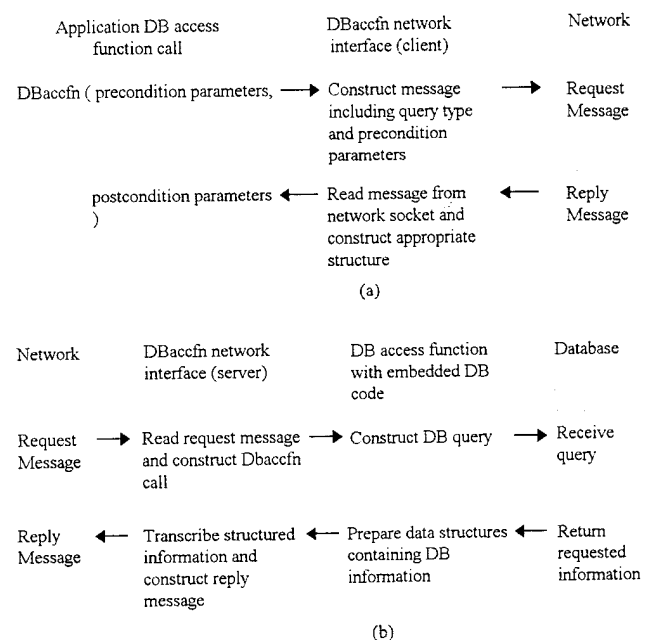 Application DB access
function call
DBaccfn network
interface (client)
Network
DBaccfn ( precondition parameters,
Construct message
including query type
and precondition
parameters
Request
Message
postcondition parameters
)
Read message from
network socket and
construct appropriate
structure
Reply
Message
(a)
Network
DBaccfn network
interface (server)
DB access function
with embedded DB
code
Database
Request
Message
Read request message
and construct Dbaccfn
call
Construct DB query
Receive
query
Reply
Message
Transcribe structured
information and
construct reply
message
Prepare data structures
containing DB
information
Return
requested
information
(b)